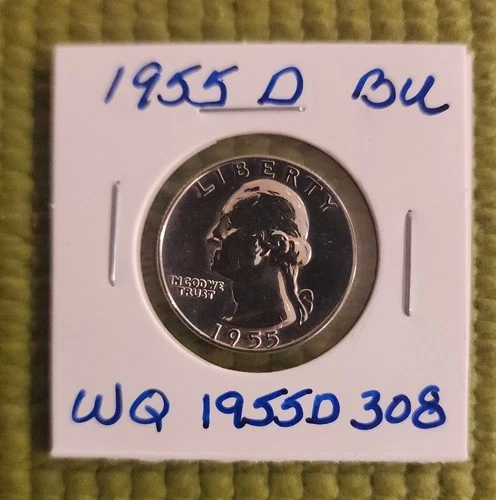 1955 D BU
LIBERTY
IN GOD WE
TRUST
1955
WQ 1955D 308